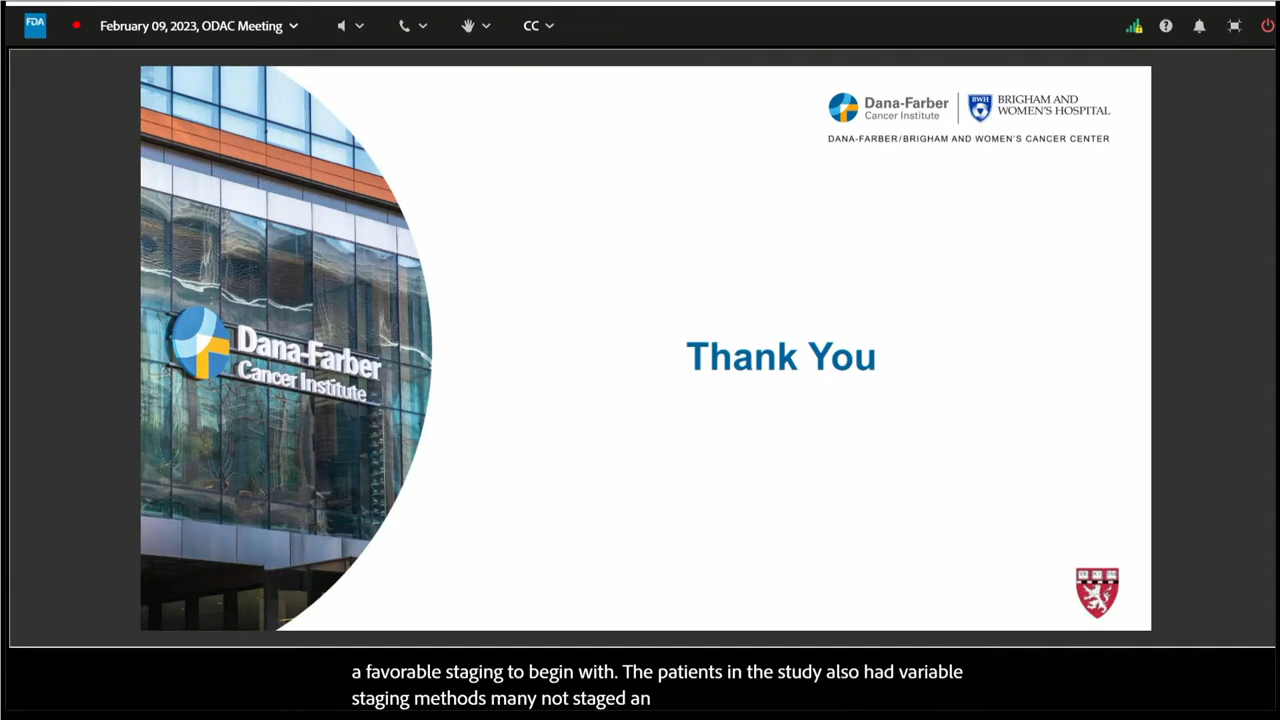 FDA
February 09, 2023, ODAC Meeting
CC
Dana-Farber
Cancer Institute
BWH
BRIGHAM AND
WOMEN'S HOSPITAL
DANA-FARBER/BRIGHAM AND WOMEN'S CANCER CENTER
Dana-Farber
Cancer Institute
Thank You
a favorable staging to begin with. The patients in the study also had variable
staging methods many not staged an